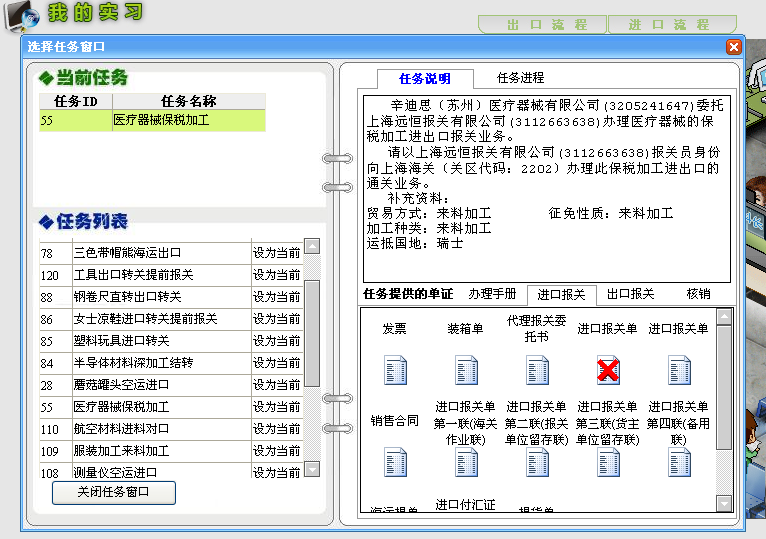 我的实习
出口流程
进口流程
选择任务窗口
当前任务
任务ID 任务名称
55 医疗器械保税加工
任务列表
78 三色带帽能海运出口 设为当前
120 工具出口转关提前报关 设为当前
88 钢卷尺直转出口转关 设为当前
86 女士凉鞋进口转关提前报关 设为当前
85 塑料玩具进口转关 设为当前
84 半导体材料深加工结转 设为当前
28 蘑菇罐头空运进口 设为当前
55 医疗器械保税加工 设为当前
110 航空材料进料对口 设为当前
109 服装加工来料加工 设为当前
108 测量仪空运进口 设为当前
关闭任务窗口
任务说明 任务进程
辛迪思（苏州）医疗器械有限公司(3205241647)委托
上海远恒报关有限公司(3112663638)办理医疗器械的保
税加工进出口报关业务。
请以上海远恒报关有限公司(3112663638)报关员身份
向上海海关（关区代码：2202）办理此保税加工进出口的
通关业务。
补充资料：
贸易方式：来料加工 征免性质：来料加工
加工种类：来料加工
运抵国地：瑞士
任务提供的单证 办理手册 进口报关 出口报关 核销
发票 装箱单 代理报关委托书 进口报关单 进口报关单
销售合同 进口报关单第一联(海关作业联) 进口报关单第二联(报关单位留存联) 进口报关单第三联(货主单位留存联) 进口报关单第四联(备用联)
海运提单 进口付汇证 提货单